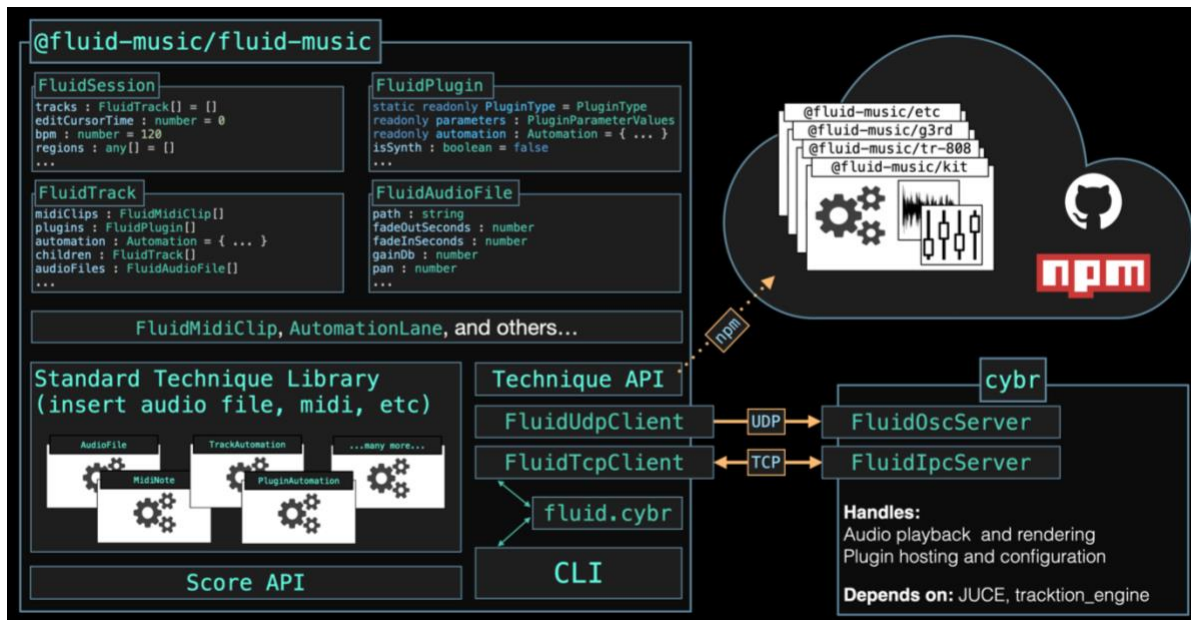 @fluid-music/fluid-music
FluidSession
tracks : FluidTrack[] = []
editCursorTime : number = 0
bpm : number = 120
regions : any[] = []
...
FluidPlugin
static readonly PluginType = PluginType
readonly parameters : PluginParameterValues
readonly automation : Automation = { ... }
isSynth : boolean = false
...
FluidTrack
midiClips : FluidMidiClip[]
plugins : FluidPlugin[]
automation : Automation = { ... }
children : FluidTrack[]
audioFiles : FluidAudioFile[]
...
FluidAudioFile
path : string
fadeOutSeconds : number
fadeInSeconds : number
gainDb : number
pan : number
...
FluidMidiClip, AutomationLane, and others...
Standard Technique Library
(insert audio file, midi, etc)
AudioFile
TrackAutomation
...many more...
MidiNote
PluginAutomation
Score API
Technique API
FluidUdpClient
FluidTcpClient
fluid.cybr
CLI
npm
UDP
TCP
@fluid-music/etc
@fluid-music/g3rd
@fluid-music/tr-808
@fluid-music/kit
npm
cybr
FluidOscServer
FluidIpcServer
Handles:
Audio playback and rendering
Plugin hosting and configuration
Depends on: JUCE, tracktion_engine